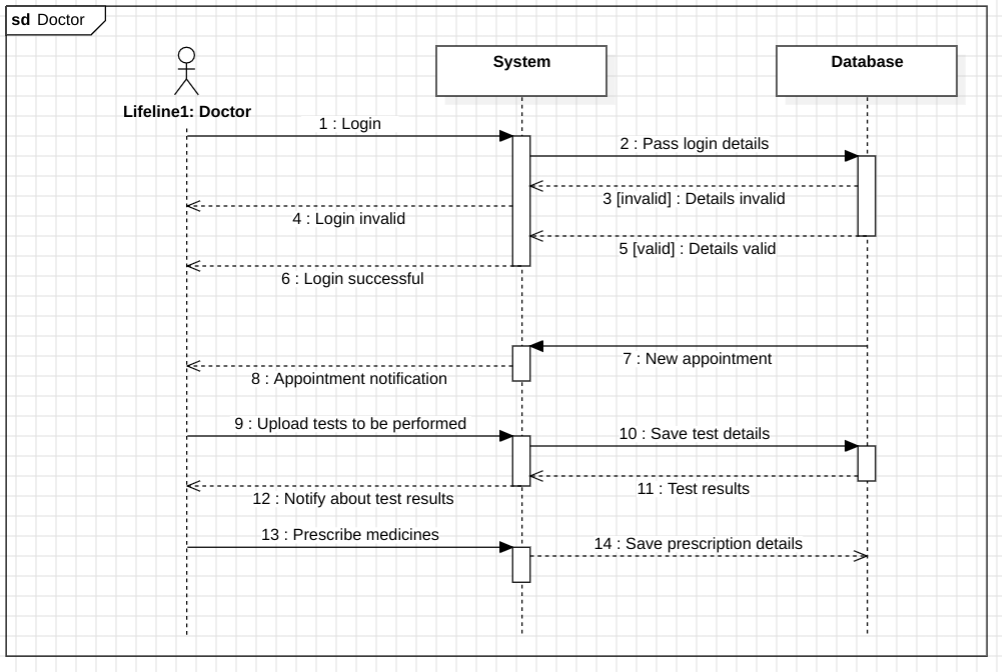 sd Doctor
System
Database
Lifeline1: Doctor
1 : Login
2 : Pass login details
3 [invalid] : Details invalid
4 : Login invalid
5 [valid] : Details valid
6 : Login successful
7 : New appointment
8 : Appointment notification
9 : Upload tests to be performed
10 : Save test details
11 : Test results
12 : Notify about test results
13 : Prescribe medicines
14 : Save prescription details